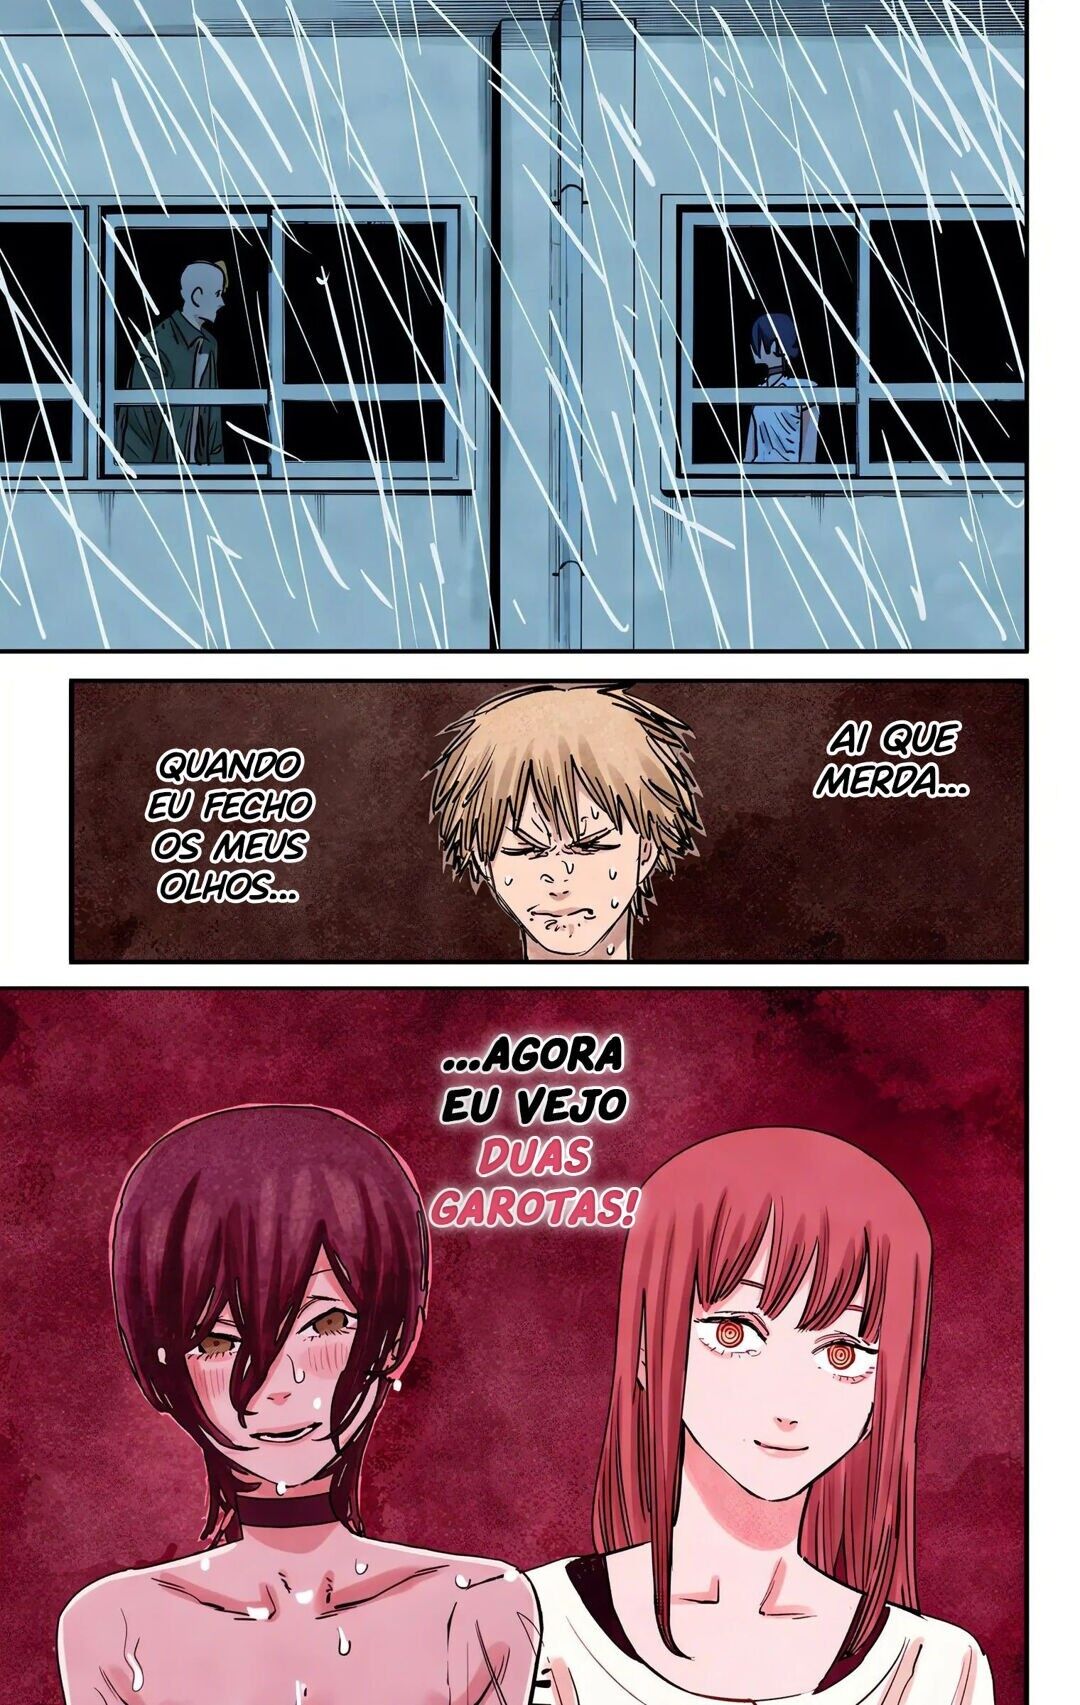 AI QUE
MERDA...
QUANDO
EU FECHO
OS MEUS
OLHOS...
...AGORA
EU VEJO
DUAS
GAROTAS!